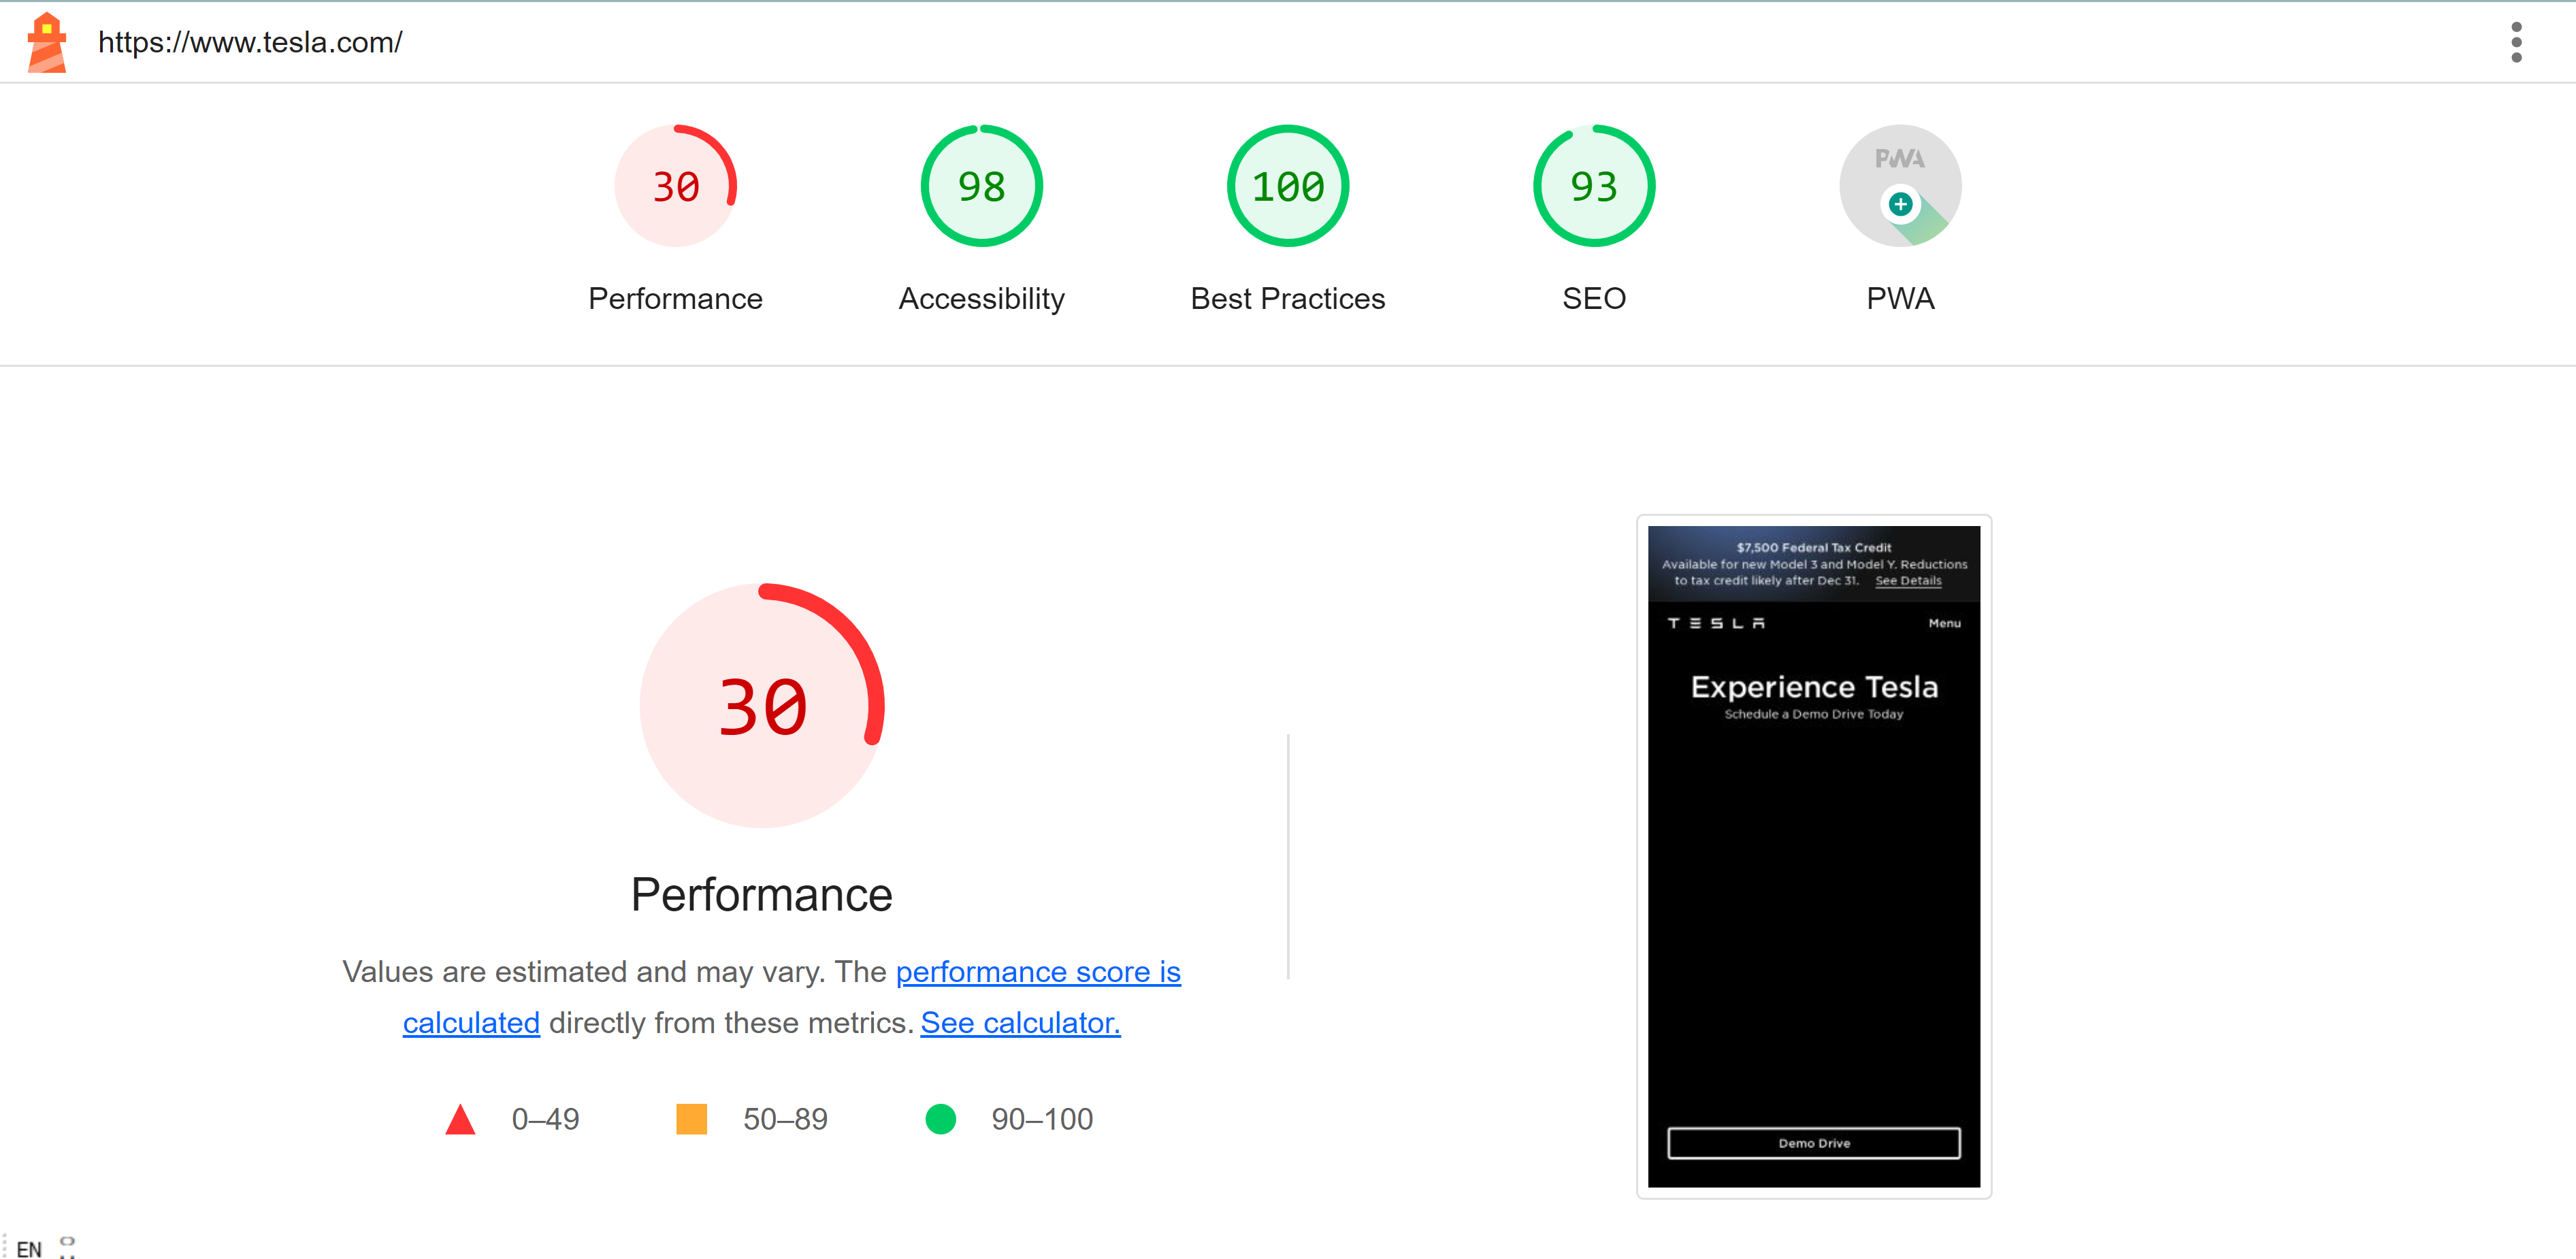 https://www.tesla.com/
30
98
100
93
PWA
Performance
Accessibility
Best Practices
SEO
PWA
30
Performance
Values are estimated and may vary. The performance score is
calculated directly from these metrics. See calculator.
0–49
50–89
90–100
$7,500 Federal Tax Credit
Available for new Model 3 and Model Y. Reductions
to tax credit likely after Dec 31. See Details
TESLA
Menu
Experience Tesla
Schedule a Demo Drive Today
Demo Drive
EN